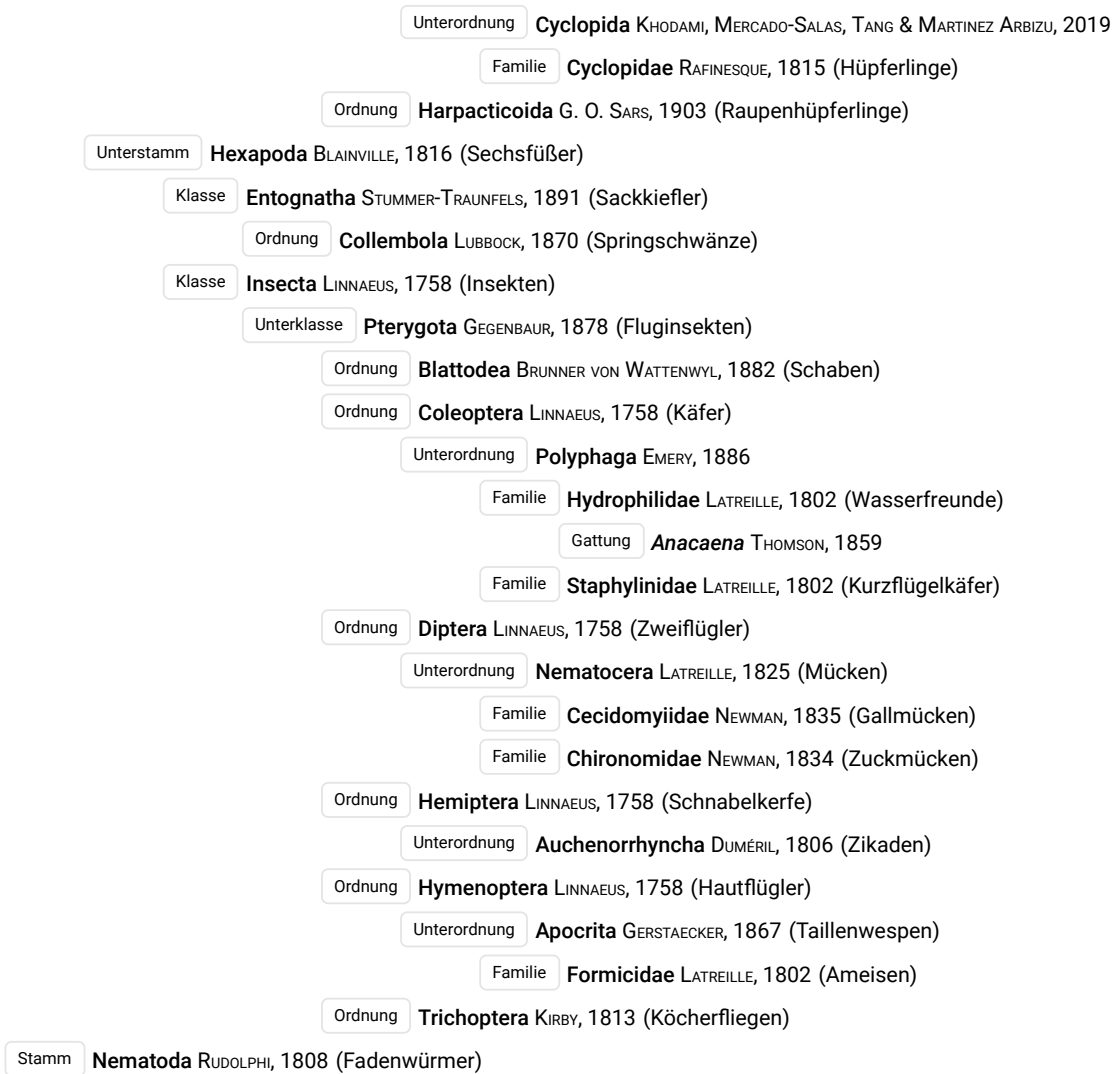 Unterordnung Cyclopida Khodami, Mercado-Salas, Tang & Martinez Arbizu, 2019
Familie Cyclopidae Rafinesque, 1815 (Hüpferlinge)
Ordnung Harpacticoida G. O. Sars, 1903 (Raupenhüpferlinge)
Unterstamm Hexapoda Blainville, 1816 (Sechsfüßer)
Klasse Entognatha Stummer-Traunfels, 1891 (Sackkiefler)
Ordnung Collembola Lubbock, 1870 (Springschwänze)
Klasse Insecta Linnaeus, 1758 (Insekten)
Unterklasse Pterygota Gegenbaur, 1878 (Fluginsekten)
Ordnung Blattodea Brunner von Wattenwyl, 1882 (Schaben)
Ordnung Coleoptera Linnaeus, 1758 (Käfer)
Unterordnung Polyphaga Emery, 1886
Familie Hydrophilidae Latreille, 1802 (Wasserfreunde)
Gattung Anacaena Thomson, 1859
Familie Staphylinidae Latreille, 1802 (Kurzflügelkäfer)
Ordnung Diptera Linnaeus, 1758 (Zweiflügler)
Unterordnung Nematocera Latreille, 1825 (Mücken)
Familie Cecidomyiidae Newman, 1835 (Gallmücken)
Familie Chironomidae Newman, 1834 (Zuckmücken)
Ordnung Hemiptera Linnaeus, 1758 (Schnabelkerfe)
Unterordnung Auchenorrhyncha Duméril, 1806 (Zikaden)
Ordnung Hymenoptera Linnaeus, 1758 (Hautflügler)
Unterordnung Apocrita Gerstaecker, 1867 (Taillenwespen)
Familie Formicidae Latreille, 1802 (Ameisen)
Ordnung Trichoptera Kirby, 1813 (Köcherfliegen)
Stamm Nematoda Rudolphi, 1808 (Fadenwürmer)